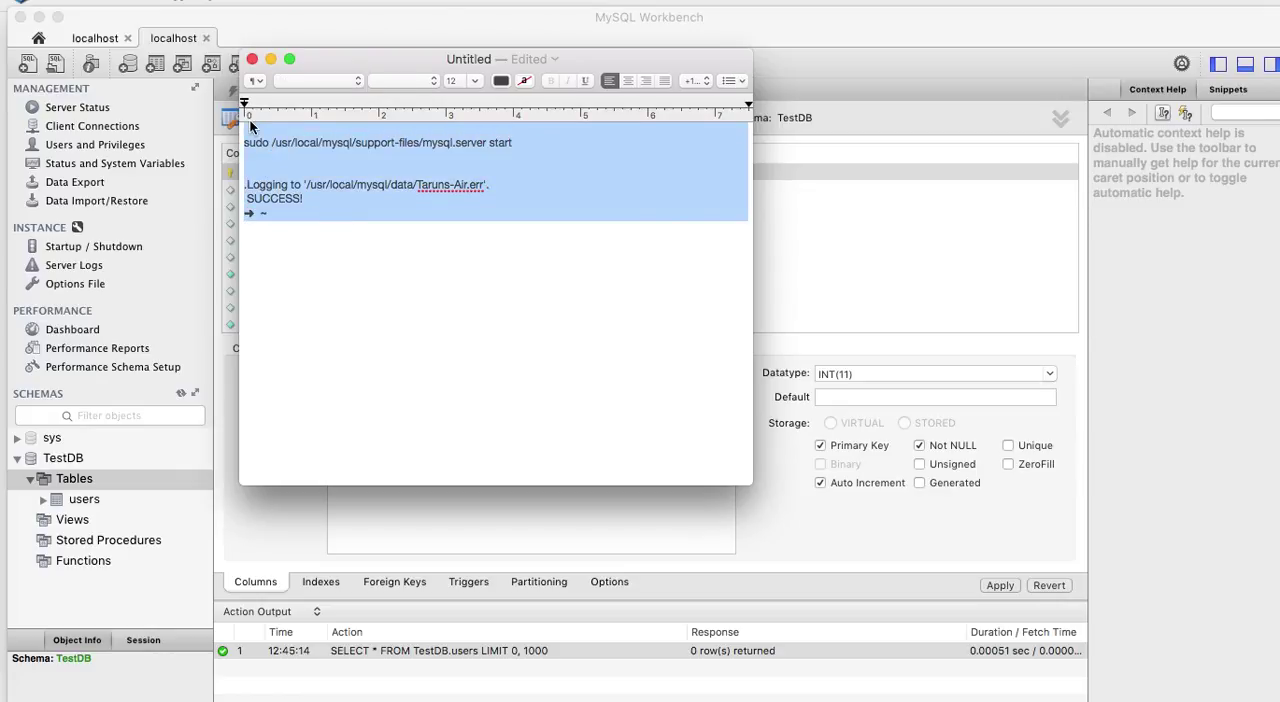 MySQL Workbench
localhost
localhost
SQL
SQL
MANAGEMENT
Server Status
Client Connections
Users and Privileges
Status and System Variables
Data Export
Data Import/Restore
INSTANCE
Startup / Shutdown
Server Logs
Options File
PERFORMANCE
Dashboard
Performance Reports
Performance Schema Setup
SCHEMAS
Filter objects
sys
TestDB
Tables
users
Views
Stored Procedures
Functions
Object Info Session
Schema: TestDB
Untitled — Edited
12
B I U
0 1 2 3 4 5 6 7
sudo /usr/local/mysql/support-files/mysql.server start
.Logging to '/usr/local/mysql/data/Taruns-Air.err'.
SUCCESS!
➜ ~
ma: TestDB
Co
C
Datatype: INT(11)
Default
Storage: VIRTUAL STORED
Primary Key Not NULL Unique
Binary Unsigned ZeroFill
Auto Increment Generated
Columns Indexes Foreign Keys Triggers Partitioning Options
Apply Revert
Action Output
Time Action Response Duration / Fetch Time
1 12:45:14 SELECT * FROM TestDB.users LIMIT 0, 1000 0 row(s) returned 0.00051 sec / 0.0000...
Context Help Snippets
Automatic context help is
disabled. Use the toolbar to
manually get help for the curren
caret position or to toggle
automatic help.